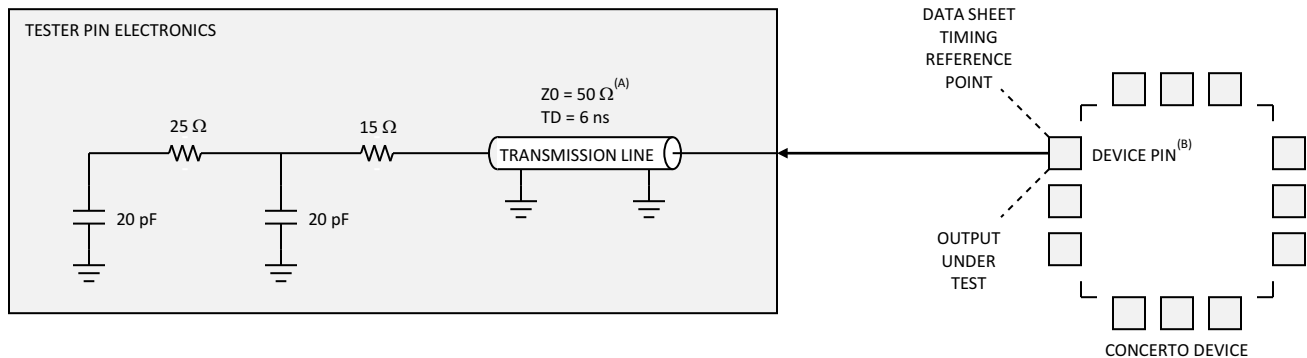 TESTER PIN ELECTRONICS
25 Ω
15 Ω
Z0 = 50 Ω(A)
TD = 6 ns
TRANSMISSION LINE
20 pF
20 pF
DATA SHEET
TIMING
REFERENCE
POINT
DEVICE PIN(B)
OUTPUT
UNDER
TEST
CONCERTO DEVICE